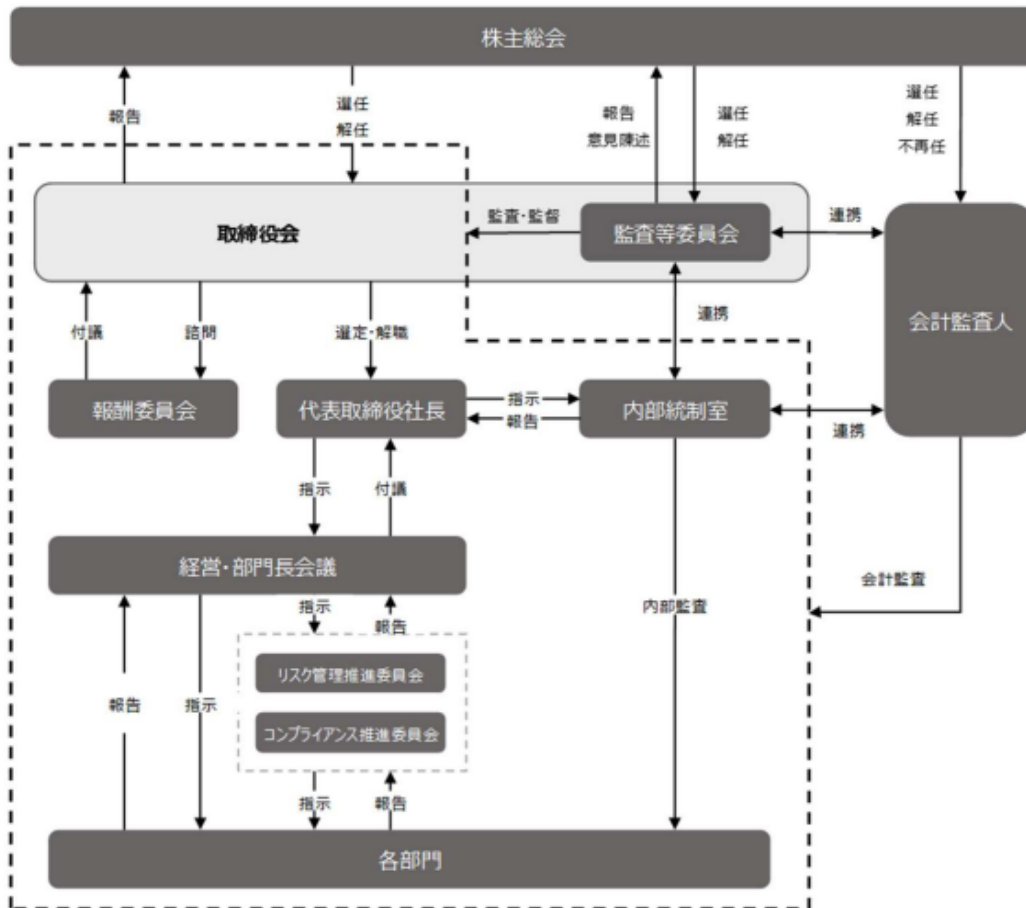 株主総会
報告
選任
解任
報告
意見陳述
選任
解任
選任
解任
不再任
取締役会
監査・監督
監査等委員会
連携
会計監査人
付議
諮問
選定・解職
連携
報酬委員会
代表取締役社長
指示
報告
内部統制室
連携
指示
付議
経営・部門長会議
会計監査
指示
報告
内部監査
リスク管理推進委員会
報告
指示
コンプライアンス推進委員会
指示
報告
各部門